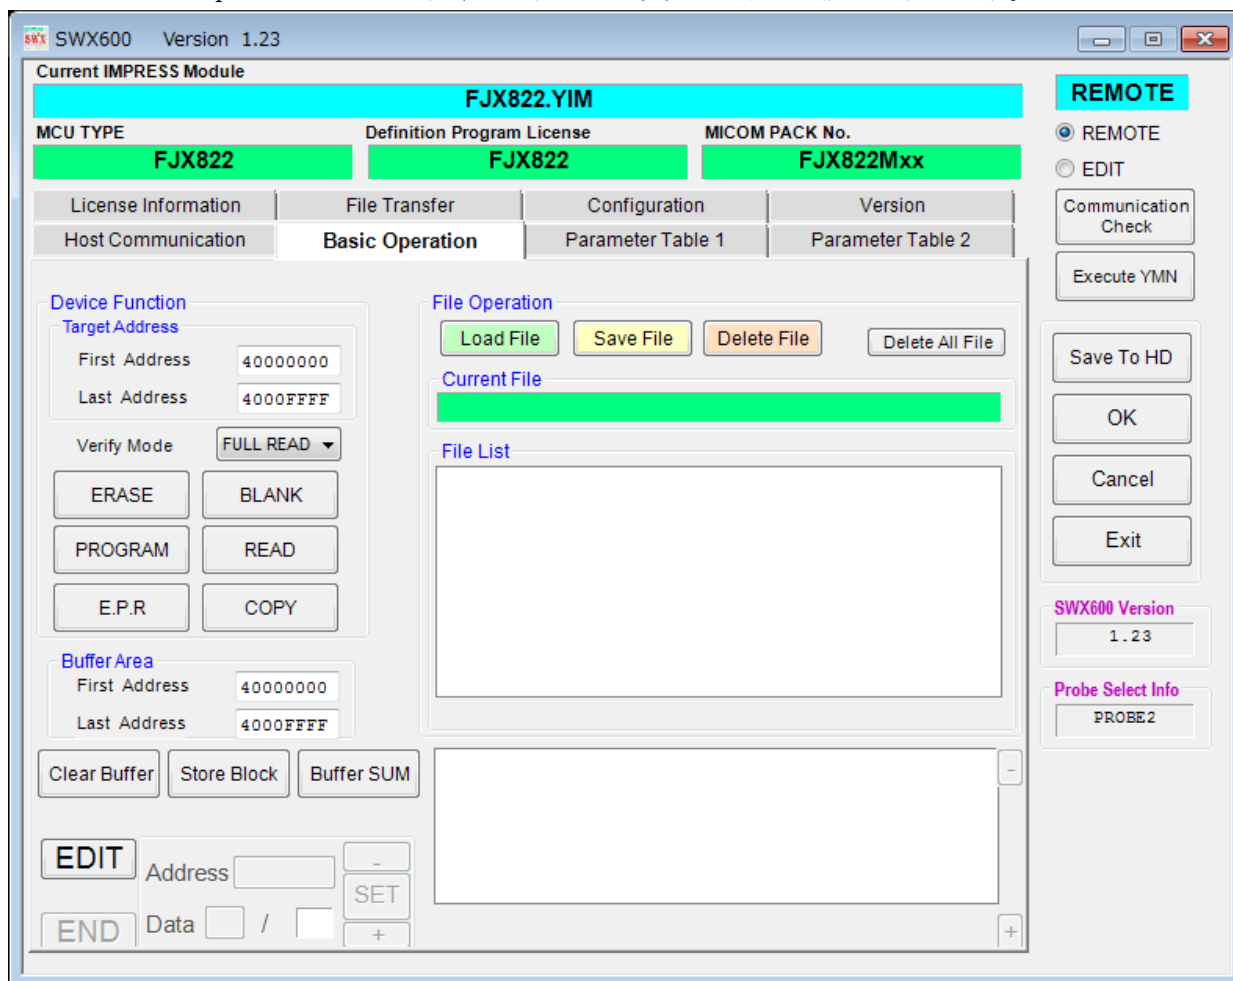 SWX600 Version 1.23
Current IMPRESS Module
FJX822.YIM
MCU TYPE Definition Program License MICOM PACK No.
FJX822 FJX822 FJX822Mxx
License Information File Transfer Configuration Version
Host Communication Basic Operation Parameter Table 1 Parameter Table 2
Device Function
Target Address
First Address 40000000
Last Address 4000FFFF
Verify Mode FULL READ
ERASE BLANK
PROGRAM READ
E.P.R COPY
Buffer Area
First Address 40000000
Last Address 4000FFFF
Clear Buffer Store Block Buffer SUM
EDIT Address -
SET
END Data / +
File Operation
Load File Save File Delete File Delete All File
Current File
File List
-
+
REMOTE
REMOTE
EDIT
Communication
Check
Execute YMN
Save To HD
OK
Cancel
Exit
SWX600 Version
1.23
Probe Select Info
PROBE2